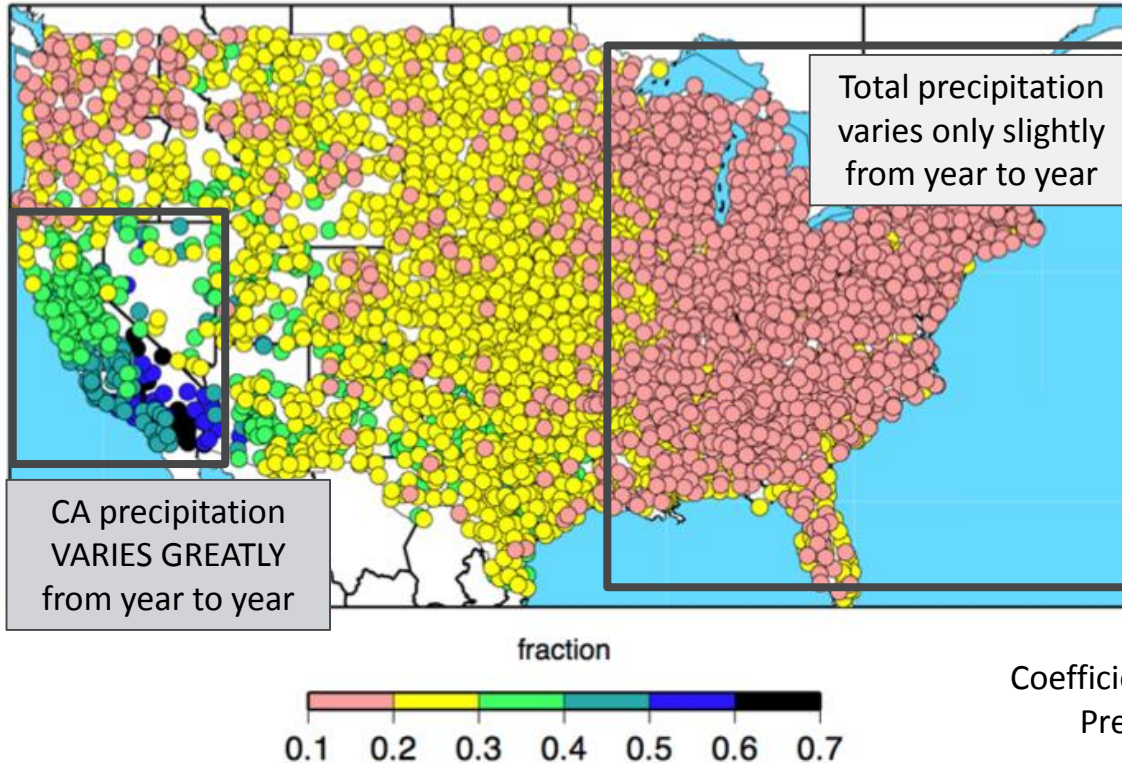 Total precipitation
varies only slightly
from year to year
CA precipitation
VARIES GREATLY
from year to year
fraction
0.1 0.2 0.3 0.4 0.5 0.6 0.7